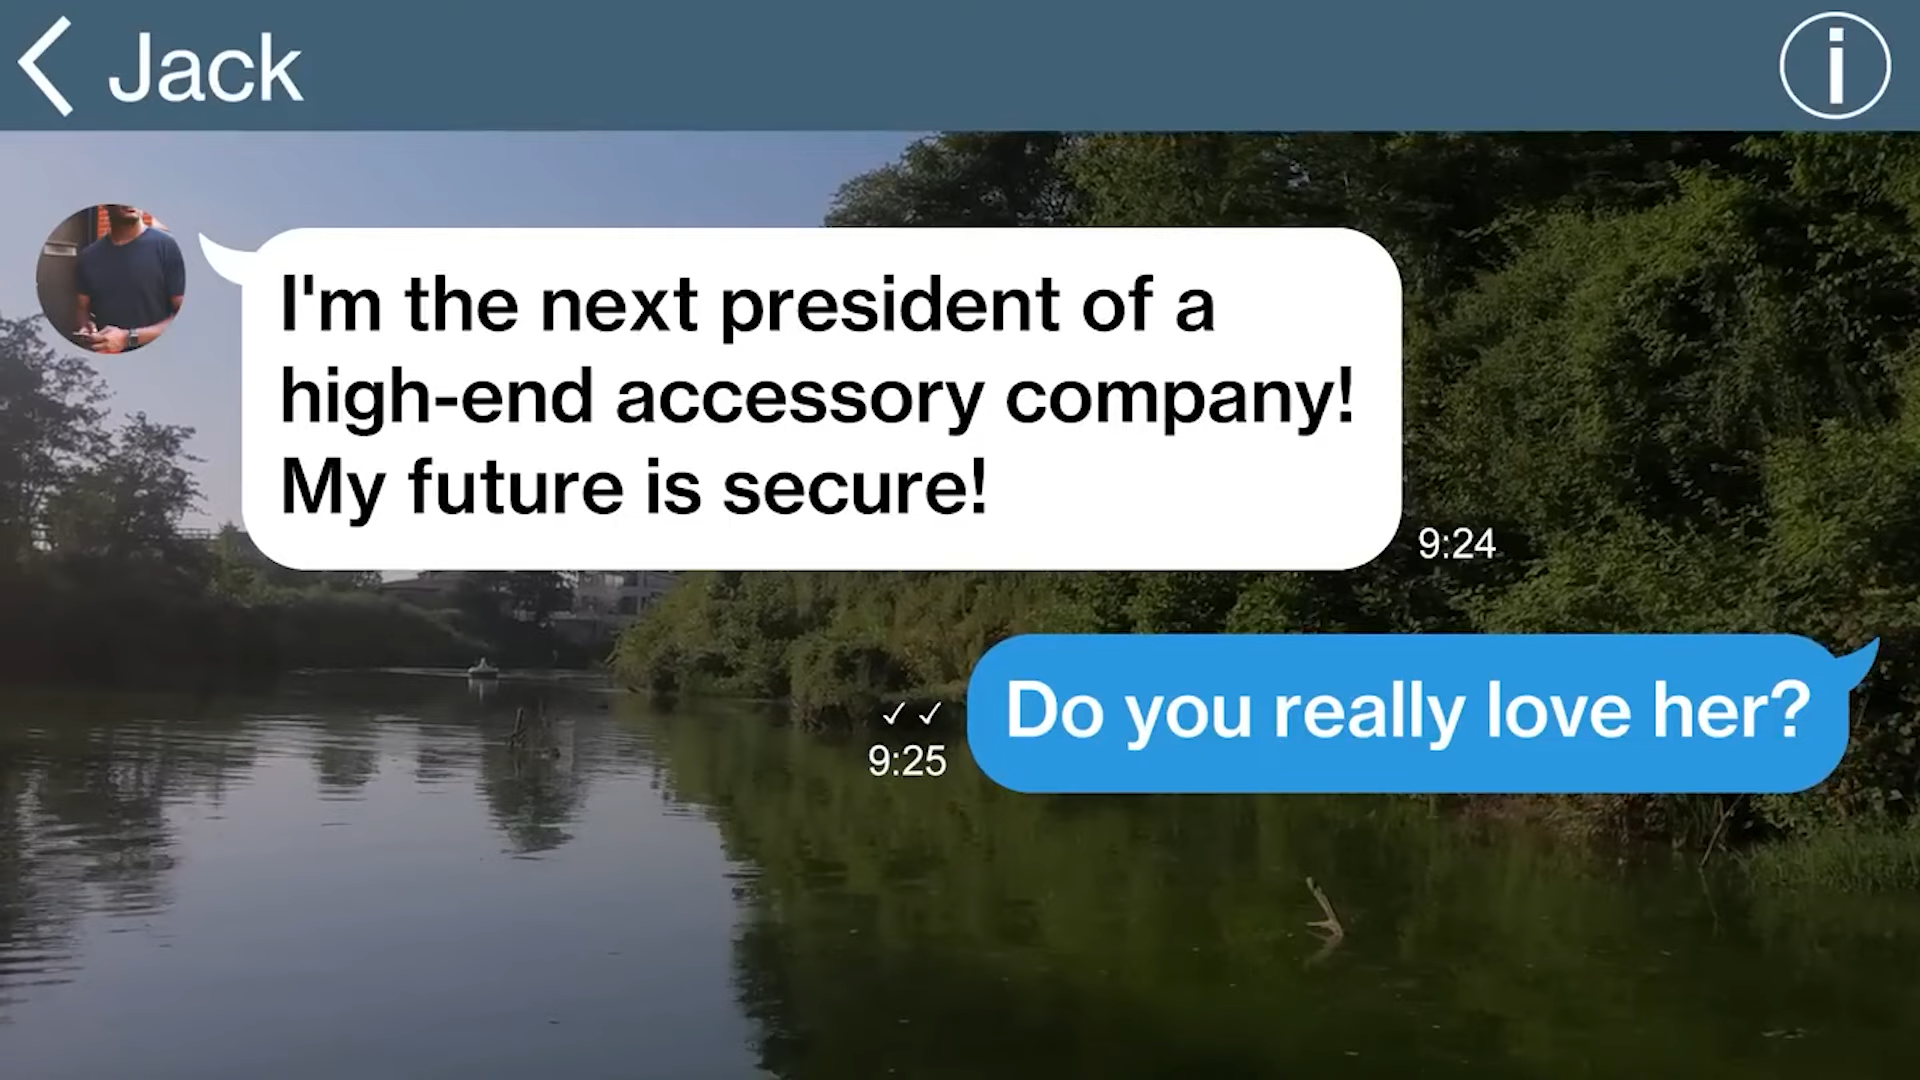 Jack
I'm the next president of a
high-end accessory company!
My future is secure!
9:24
Do you really love her?
9:25